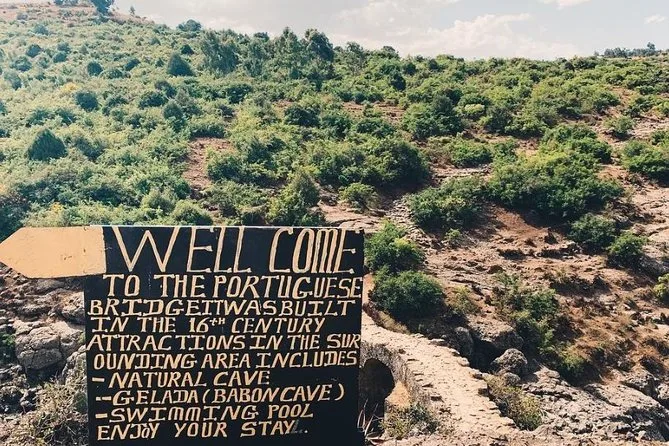 WELL COME
TO THE PORTUGUESE
BRIDGE IT WAS BUILT
IN THE 16th CENTURY
ATTRACTIONS IN THE SUR
OUNDING AREA INCLUDES
-NATURAL CAVE
-GELADA (BABON CAVE)
-SWIMMING POOL
ENJOY YOUR STAY.